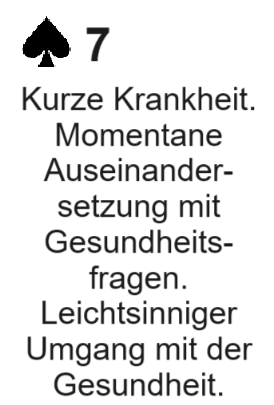 ♠ 7
Kurze Krankheit.
Momentane
Auseinander-
setzung mit
Gesundheits-
fragen.
Leichtsinniger
Umgang mit der
Gesundheit.